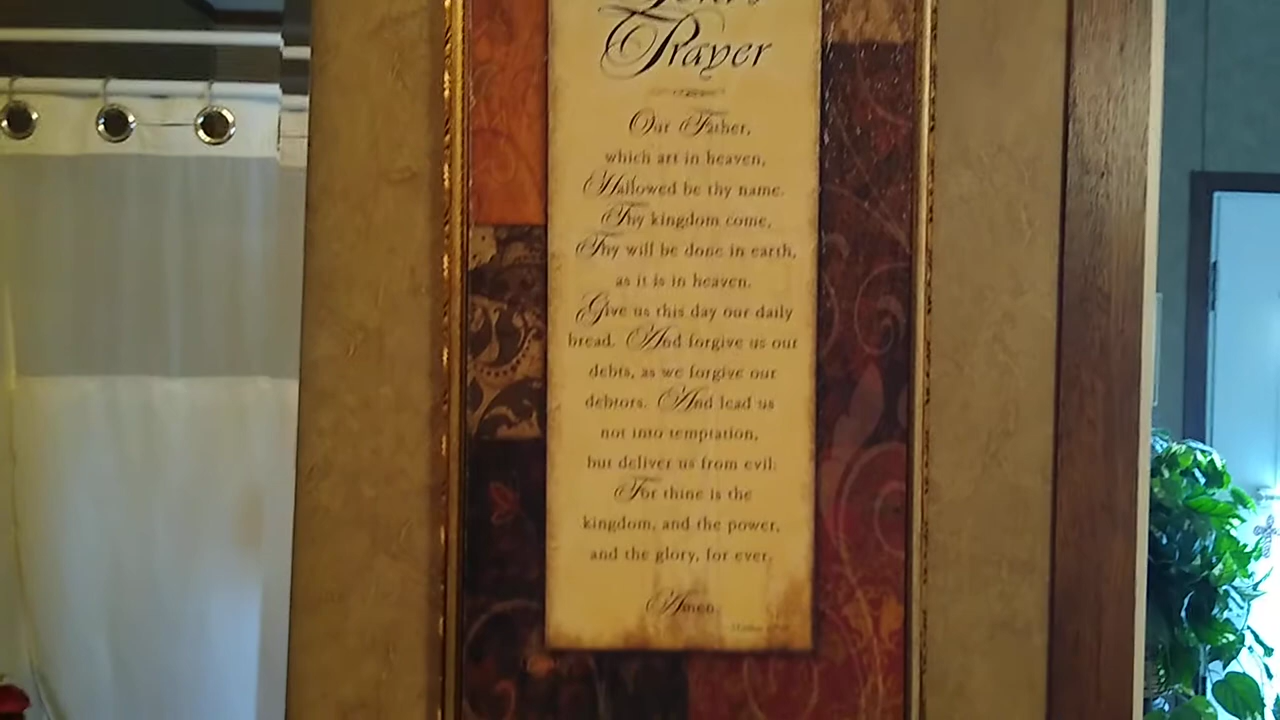 Prayer
Our Father,
which art in heaven,
Hallowed be thy name.
Thy kingdom come,
Thy will be done in earth,
as it is in heaven.
Give us this day our daily
bread. And forgive us our
debts, as we forgive our
debtors. And lead us
not into temptation,
but deliver us from evil:
For thine is the
kingdom, and the power,
and the glory, for ever.
Amen.